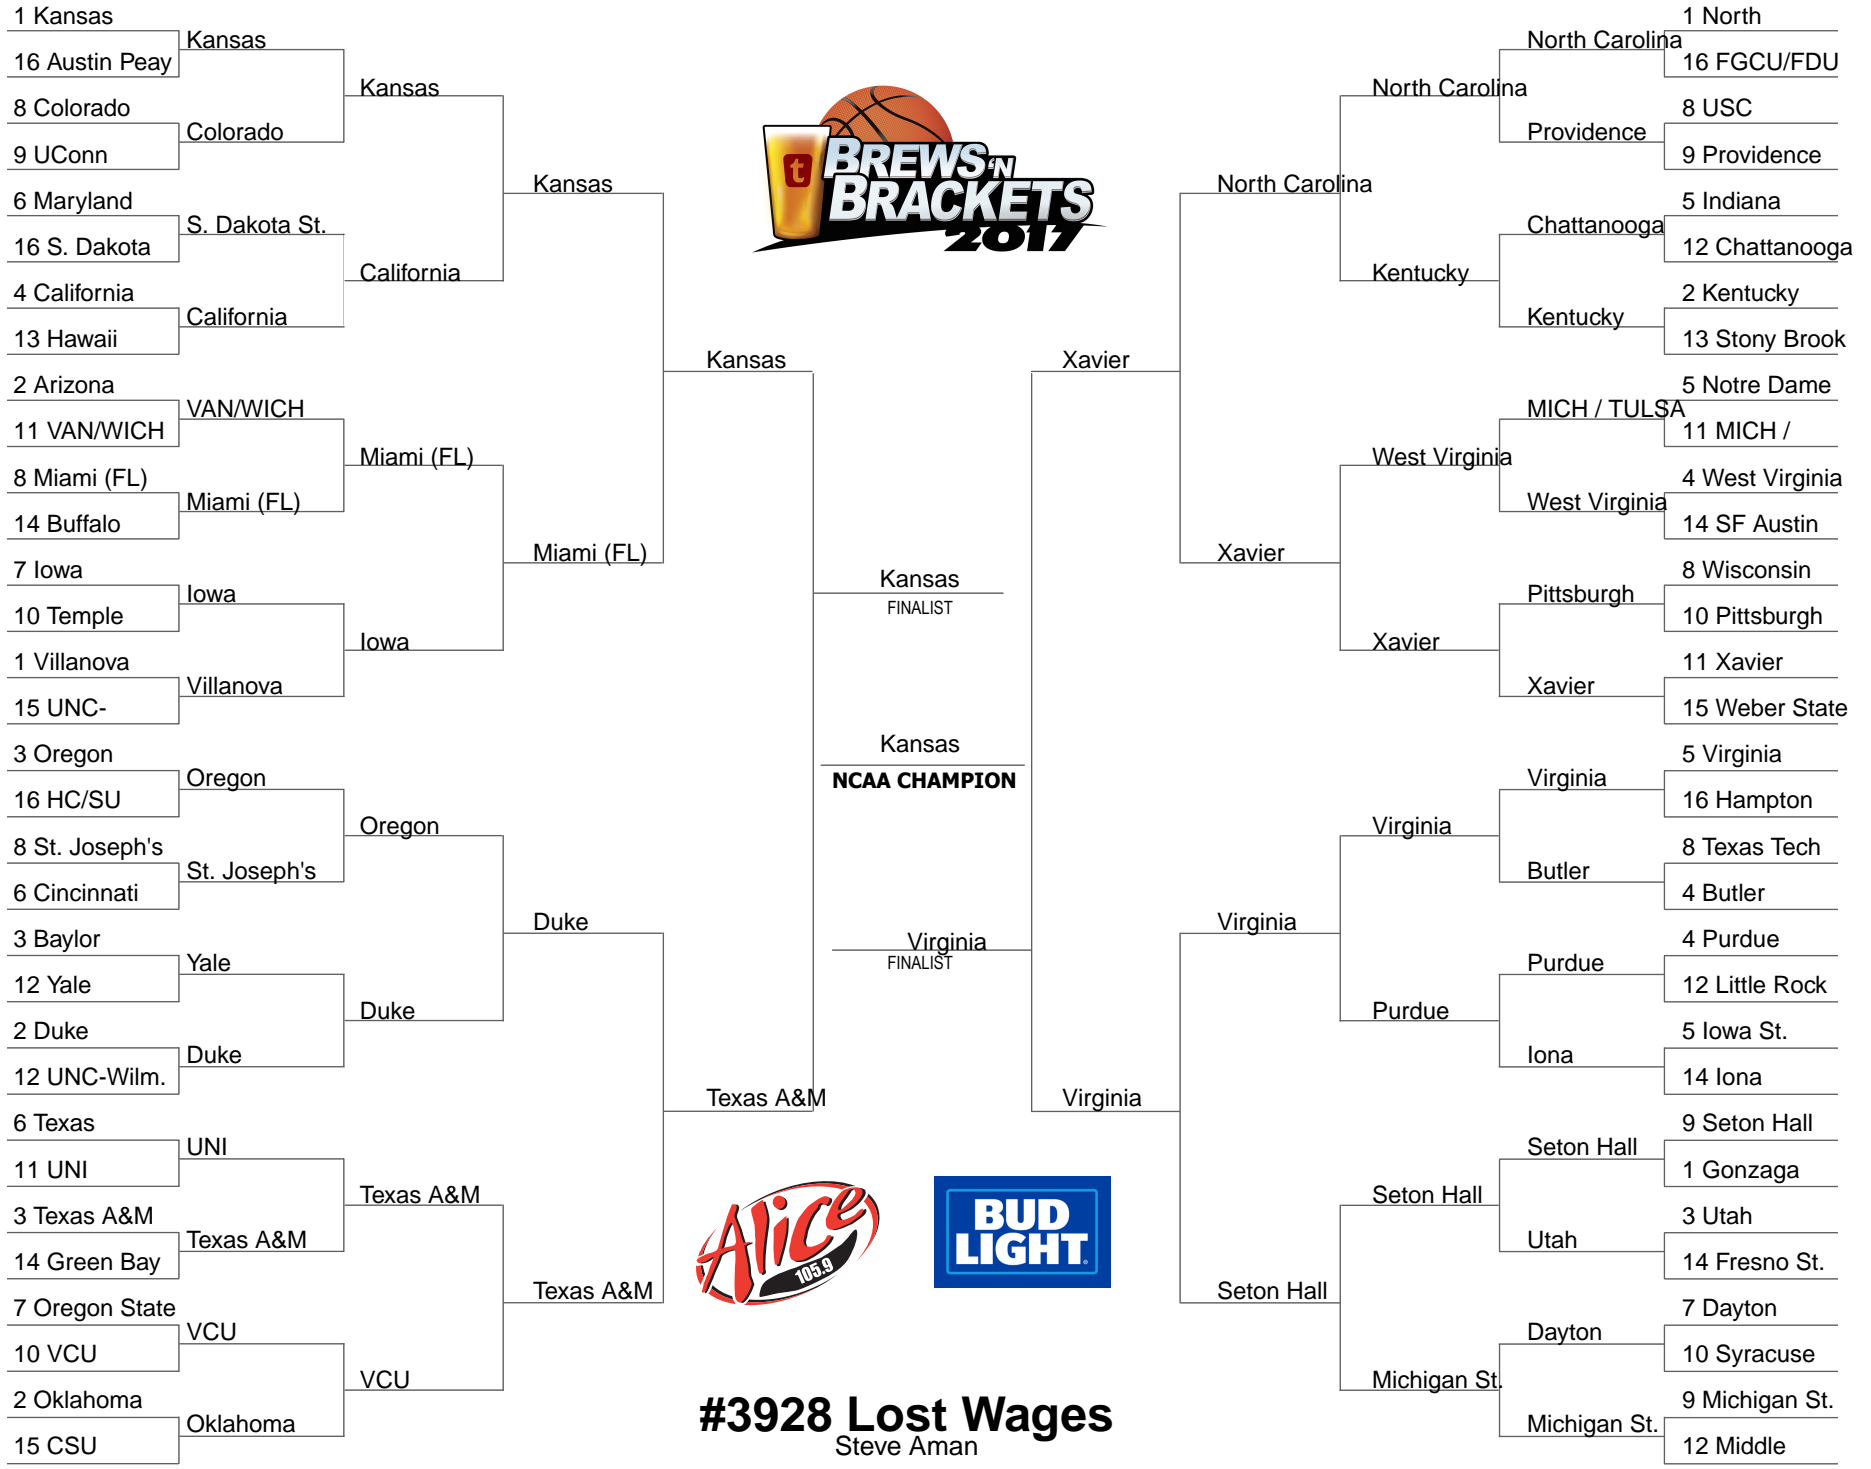 1 Kansas
16 Austin Peay
8 Colorado
9 UConn
6 Maryland
16 S. Dakota
4 California
13 Hawaii
2 Arizona
11 VAN/WICH
8 Miami (FL)
14 Buffalo
7 Iowa
10 Temple
1 Villanova
15 UNC-
3 Oregon
16 HC/SU
8 St. Joseph's
6 Cincinnati
3 Baylor
12 Yale
2 Duke
12 UNC-Wilm.
6 Texas
11 UNI
3 Texas A&M
14 Green Bay
7 Oregon State
10 VCU
2 Oklahoma
15 CSU
Kansas
Colorado
S. Dakota St.
California
VAN/WICH
Miami (FL)
Iowa
Villanova
Oregon
St. Joseph's
Yale
Duke
UNI
Texas A&M
VCU
Oklahoma
Kansas
California
Miami (FL)
Iowa
Oregon
Duke
Texas A&M
VCU
Kansas
Miami (FL)
Duke
Texas A&M
Kansas
Texas A&M
t
BREWS 'N
BRACKETS
2017
Kansas
FINALIST
Kansas
NCAA CHAMPION
Virginia
FINALIST
Alice
105.9
BUD
LIGHT
#3928 Lost Wages
Steve Aman
Xavier
Virginia
North Carolina
Xavier
Virginia
Seton Hall
North Carolina
Kentucky
West Virginia
Xavier
Virginia
Purdue
Seton Hall
Michigan St.
North Carolina
Providence
Chattanooga
Kentucky
MICH / TULSA
West Virginia
Pittsburgh
Xavier
Virginia
Butler
Purdue
Iona
Seton Hall
Utah
Dayton
Michigan St.
1 North
16 FGCU/FDU
8 USC
9 Providence
5 Indiana
12 Chattanooga
2 Kentucky
13 Stony Brook
5 Notre Dame
11 MICH /
4 West Virginia
14 SF Austin
8 Wisconsin
10 Pittsburgh
11 Xavier
15 Weber State
5 Virginia
16 Hampton
8 Texas Tech
4 Butler
4 Purdue
12 Little Rock
5 Iowa St.
14 Iona
9 Seton Hall
1 Gonzaga
3 Utah
14 Fresno St.
7 Dayton
10 Syracuse
9 Michigan St.
12 Middle